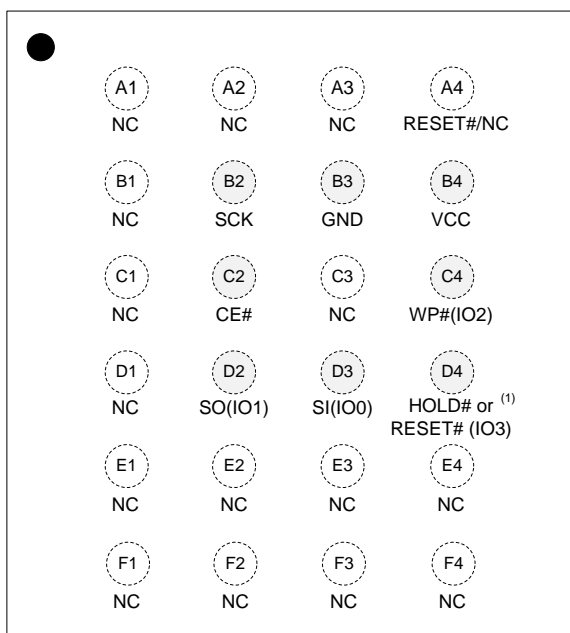 A1 A2 A3 A4
NC NC NC RESET#/NC
B1 B2 B3 B4
NC SCK GND VCC
C1 C2 C3 C4
NC CE# NC WP#(IO2)
D1 D2 D3 D4
NC SO(IO1) SI(IO0) HOLD# or (1)
RESET# (IO3)
E1 E2 E3 E4
NC NC NC NC
F1 F2 F3 F4
NC NC NC NC